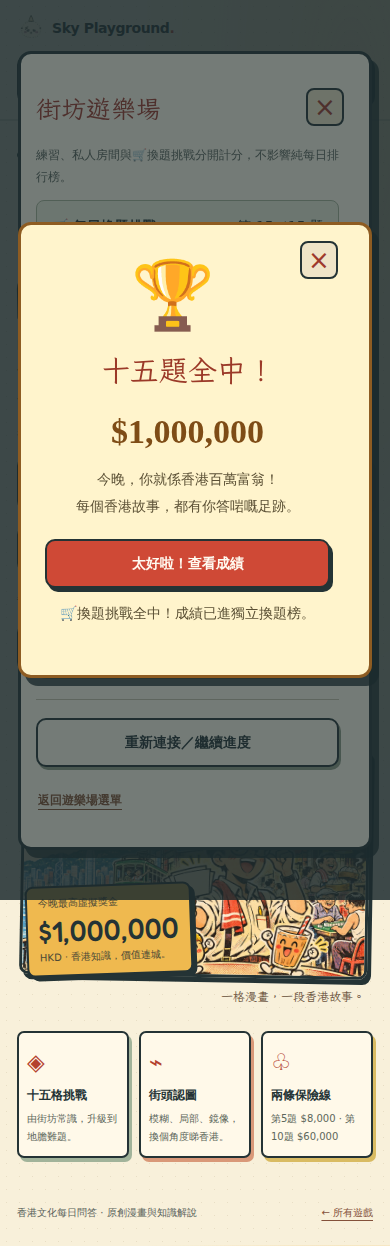 Sky Playground.
街坊遊樂場
練習、私人房間與🛒換題挑戰分開計分，不影響純每日排
行榜。
十五題全中！
$1,000,000
今晚，你就係香港百萬富翁！
每個香港故事，都有你答啱嘅足跡。
太好啦！查看成績
🛒換題挑戰全中！成績已進獨立換題榜。
重新連接／繼續進度
返回遊樂場選單
今晚最高虛擬獎金
$1,000,000
HKD · 香港知識，價值連城。
一格漫畫，一段香港故事。
十五格挑戰
由街坊常識，升級到
地膽難題。
街頭認圖
模糊、局部、鏡像，
換個角度睇香港。
兩條保險線
第5題 $8,000 · 第
10題 $60,000
香港文化每日問答 · 原創漫畫與知識解說
← 所有遊戲